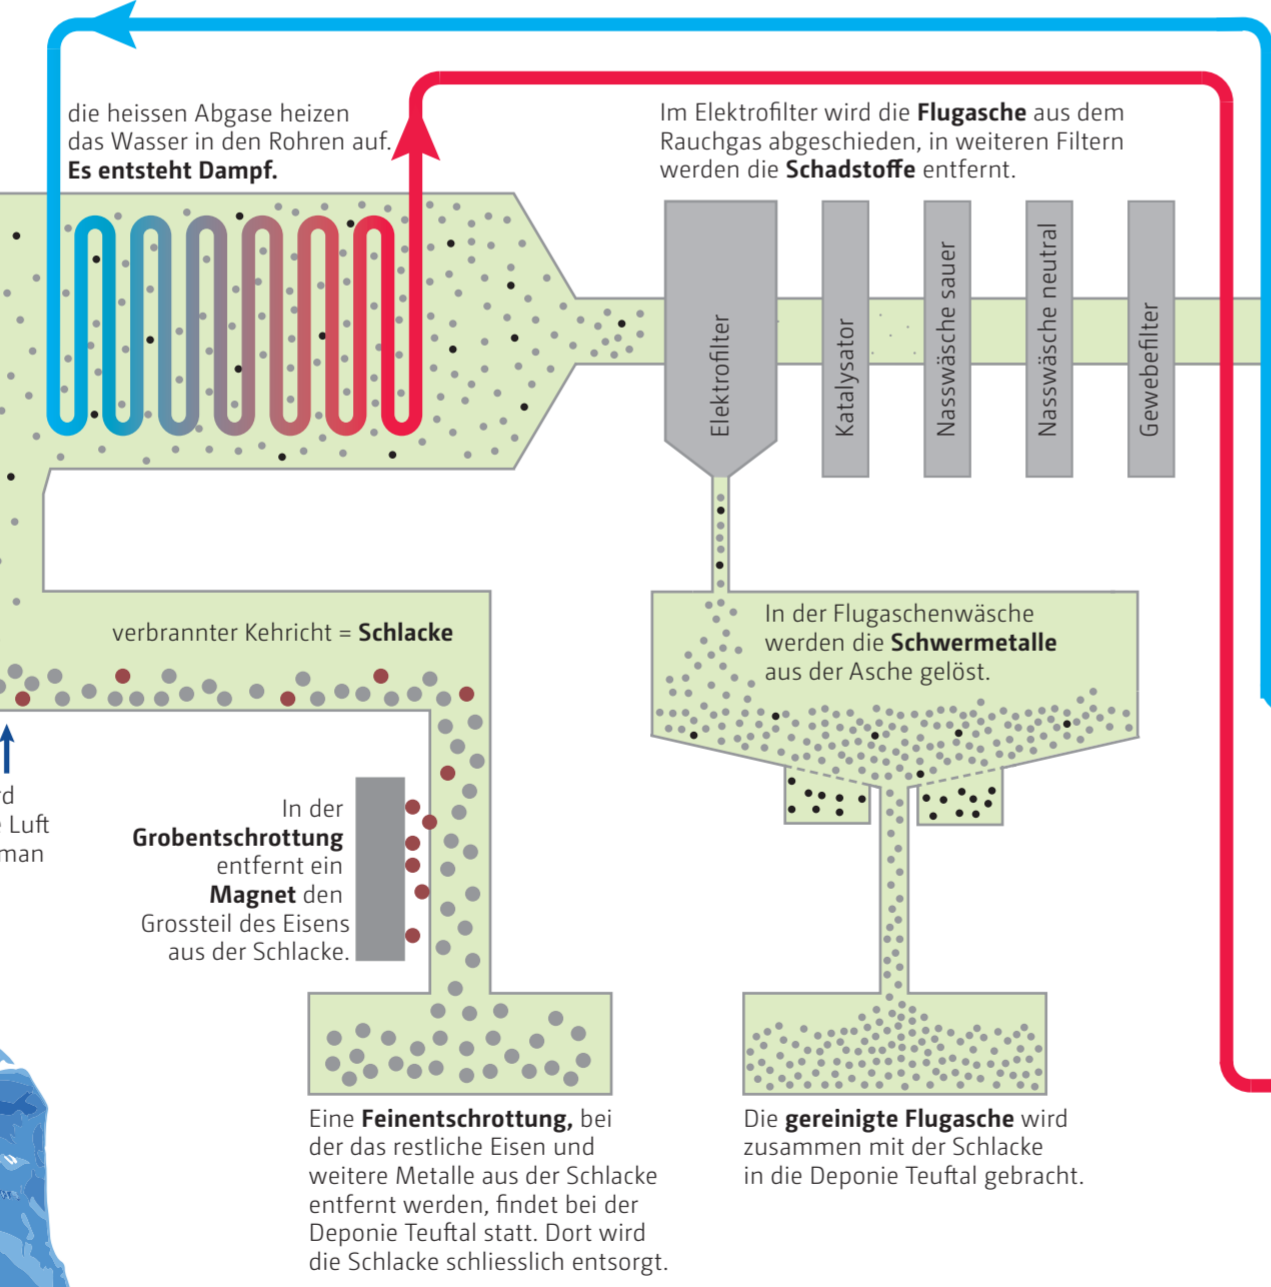 die heissen Abgase heizen
das Wasser in den Rohren auf.
Es entsteht Dampf.
Im Elektrofilter wird die Flugasche aus dem
Rauchgas abgeschieden, in weiteren Filtern
werden die Schadstoffe entfernt.
Elektrofilter
Katalysator
Nasswäsche sauer
Nasswäsche neutral
Gewebefilter
verbrannter Kehricht = Schlacke
In der Flugaschenwäsche
werden die Schwermetalle
aus der Asche gelöst.
Luft
man
In der
Grobentschrottung
entfernt ein
Magnet den
Grossteil des Eisens
aus der Schlacke.
Eine Feinentschrottung, bei
der das restliche Eisen und
weitere Metalle aus der Schlacke
entfernt werden, findet bei der
Deponie Teuftal statt. Dort wird
die Schlacke schliesslich entsorgt.
Die gereinigte Flugasche wird
zusammen mit der Schlacke
in die Deponie Teuftal gebracht.